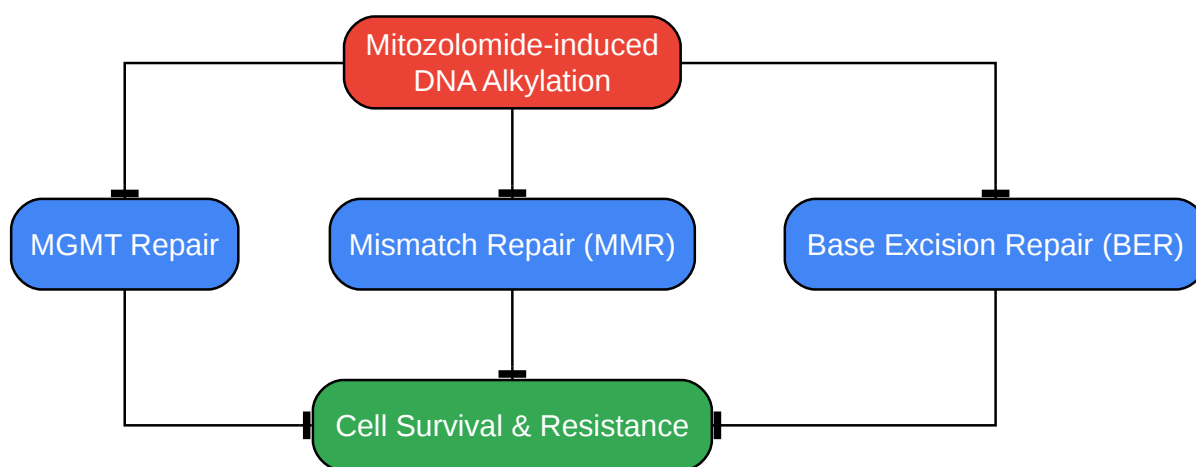 Mitozolomide-induced
DNA Alkylation
MGMT Repair
Mismatch Repair (MMR)
Base Excision Repair (BER)
Cell Survival & Resistance